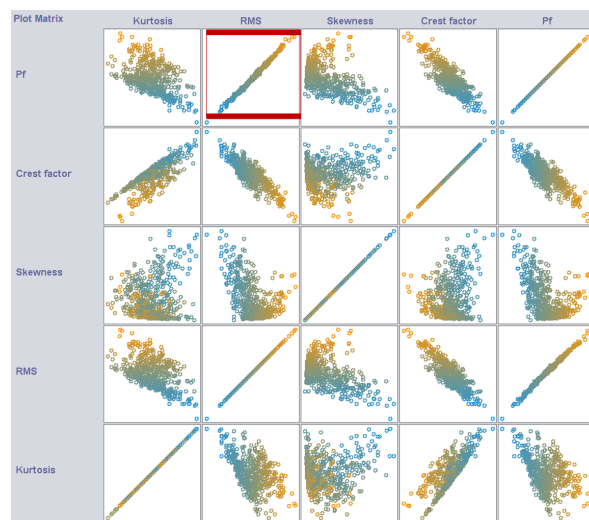 Plot Matrix
Kurtosis RMS Skewness Crest factor Pf
Pf
Crest factor
Skewness
RMS
Kurtosis